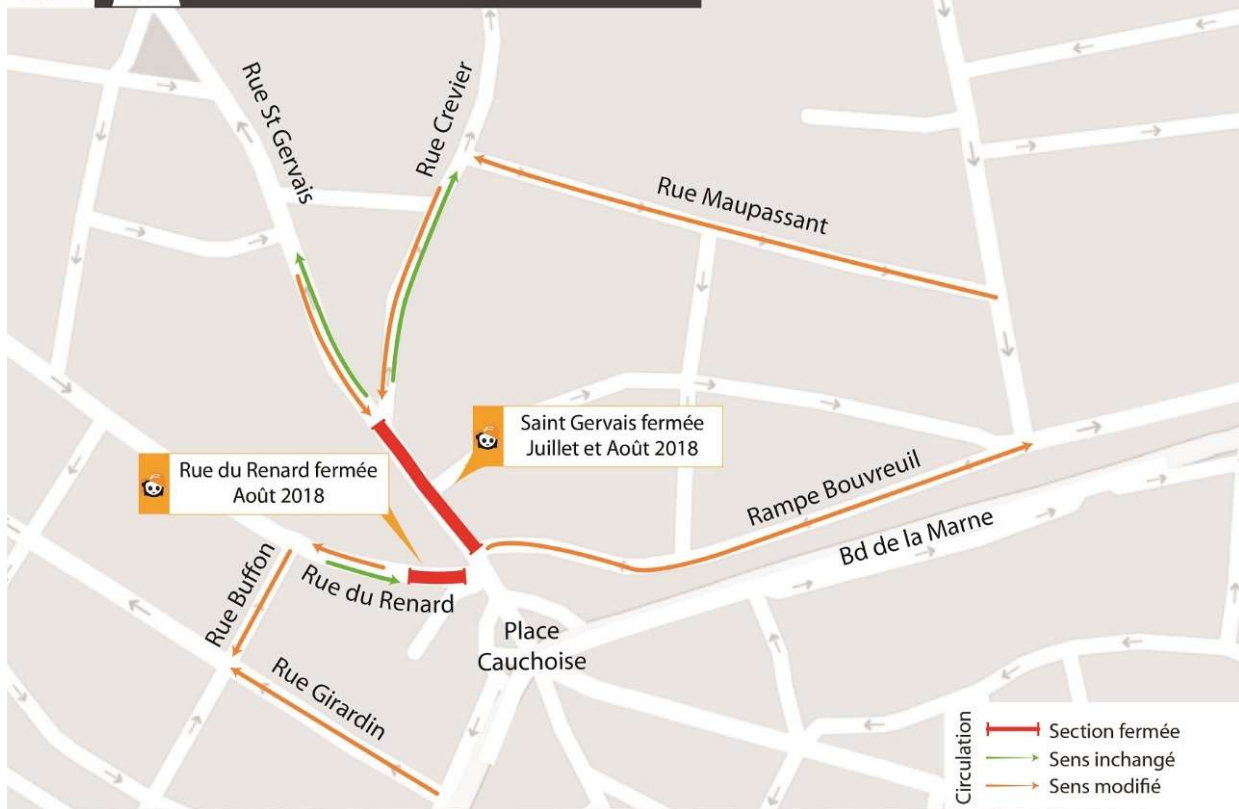 Rue St Gervais
Rue Crevier
Rue Maupassant
Saint Gervais fermée
Juillet et Août 2018
Rue du Renard fermée
Août 2018
Rampe Bouvreuil
Bd de la Marne
Rue Buffon
Rue du Renard
Place
Cauchoise
Rue Girardin
Circulation
Section fermée
Sens inchangé
Sens modifié